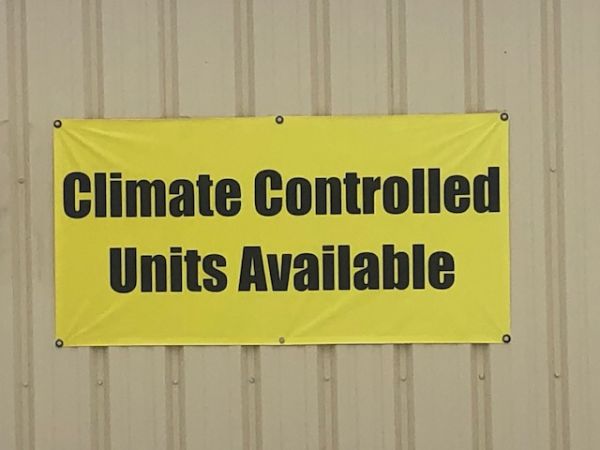 Climate Controlled
Units Available